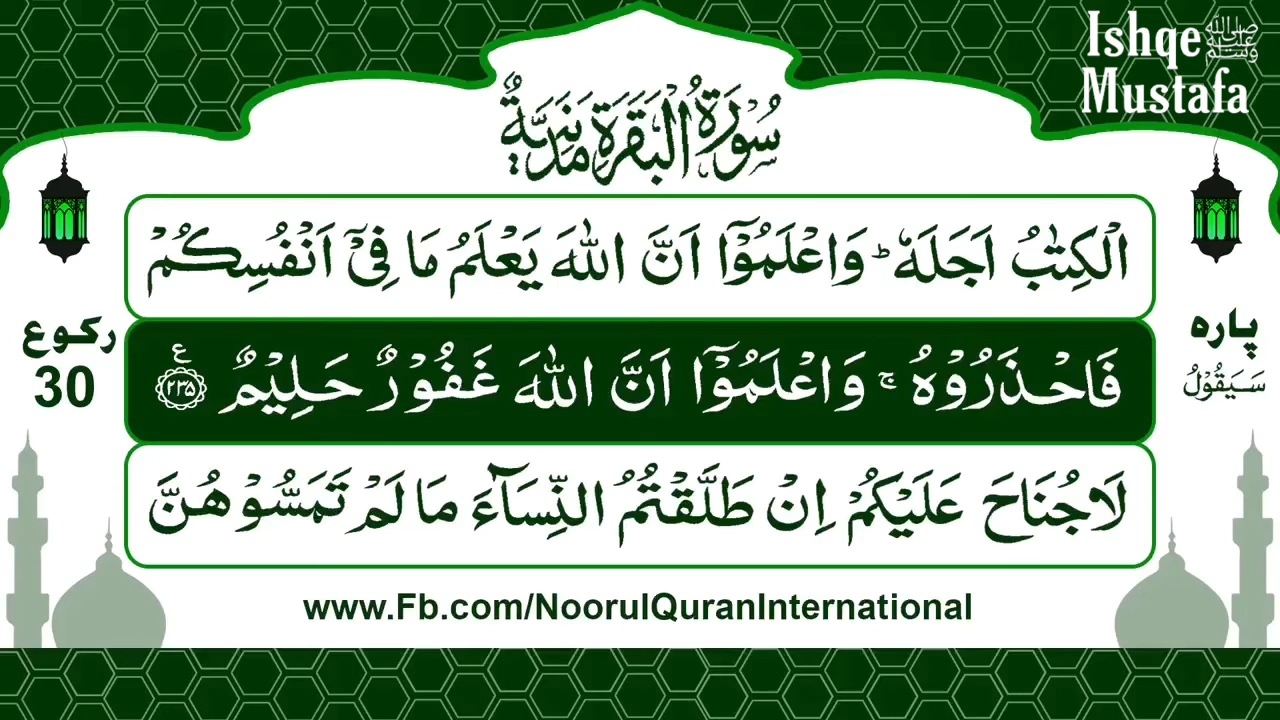 Ishqe ﷺ
Mustafa
سُوْرَةُ الْبَقَرَةِ مَدَنِیَّةٌ
الْكِتٰبُ اَجَلَهٗ ؕ وَاعْلَمُوْۤا اَنَّ اللّٰهَ یَعْلَمُ مَا فِیْۤ اَنْفُسِكُمْ
فَاحْذَرُوْهُ ۚ وَاعْلَمُوْۤا اَنَّ اللّٰهَ غَفُوْرٌ حَلِیْمٌ ۝۲۳۵ ع
لَاجُنَاحَ عَلَیْكُمْ اِنْ طَلَّقْتُمُ النِّسَآءَ مَا لَمْ تَمَسُّوْهُنَّ
پارہ
سَیَقُوْلُ
رکوع
30
www.Fb.com/NoorulQuranInternational